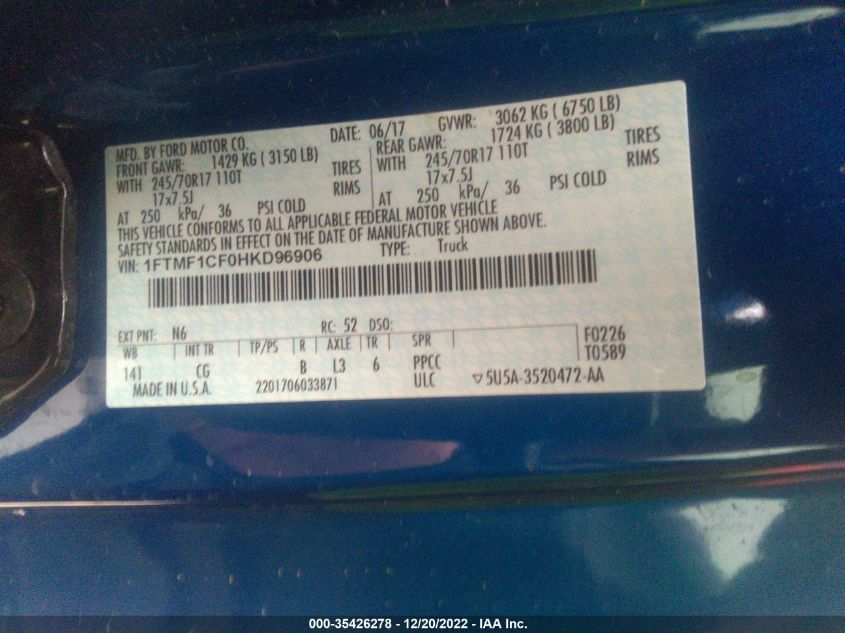 MFD. BY FORD MOTOR CO. DATE: 06/17 GVWR: 3062 KG ( 6750 LB)
FRONT GAWR: 1429 KG ( 3150 LB) REAR GAWR: 1724 KG ( 3800 LB)
WITH 245/70R17 110T TIRES WITH 245/70R17 110T TIRES
17x7.5J RIMS 17x7.5J RIMS
AT 250 kPa/ 36 PSI COLD AT 250 kPa/ 36 PSI COLD
THIS VEHICLE CONFORMS TO ALL APPLICABLE FEDERAL MOTOR VEHICLE
SAFETY STANDARDS IN EFFECT ON THE DATE OF MANUFACTURE SHOWN ABOVE.
VIN: 1FTMF1CF0HKD96906 TYPE: Truck
EXT PNT: N6 RC: 52 DSO: F0226
WB INT TR TP/PS R AXLE TR SPR T0589
141 CG B L3 6 PPCC
MADE IN U.S.A. 2201706033871 ULC ▽5U5A-3520472-AA
000-35426278 - 12/20/2022 - IAA Inc.